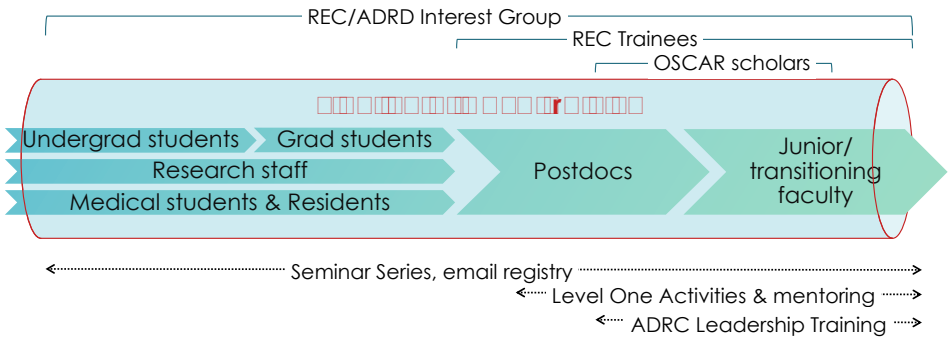 REC/ADRD Interest Group
REC Trainees
OSCAR scholars
Undergrad students
Grad students
Research staff
Medical students & Residents
Postdocs
Junior/
transitioning
faculty
Seminar Series, email registry
Level One Activities & mentoring
ADRC Leadership Training